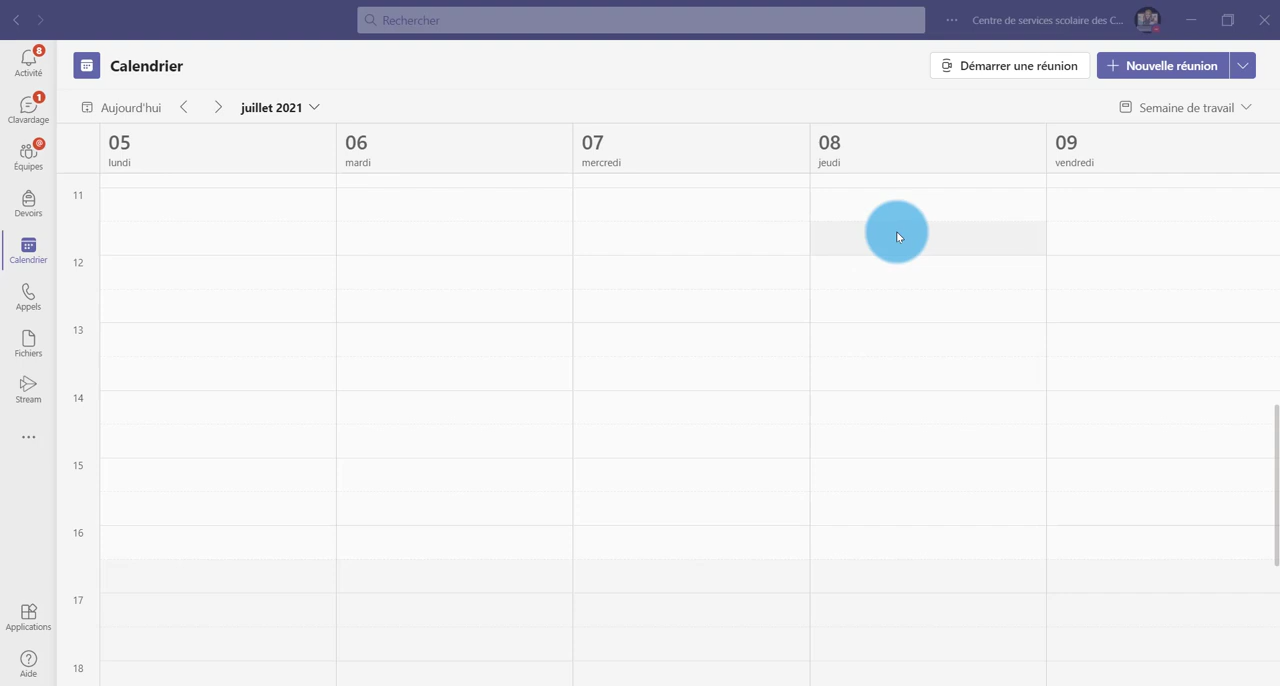 Rechercher
Centre de services scolaire des C...
8
Activité
Calendrier
Démarrer une réunion
Nouvelle réunion
1
Clavardage
Aujourd'hui
juillet 2021
Semaine de travail
@
Équipes
05
lundi
06
mardi
07
mercredi
08
jeudi
09
vendredi
Devoirs
Calendrier
Appels
Fichiers
Stream
Applications
Aide
11
12
13
14
15
16
17
18